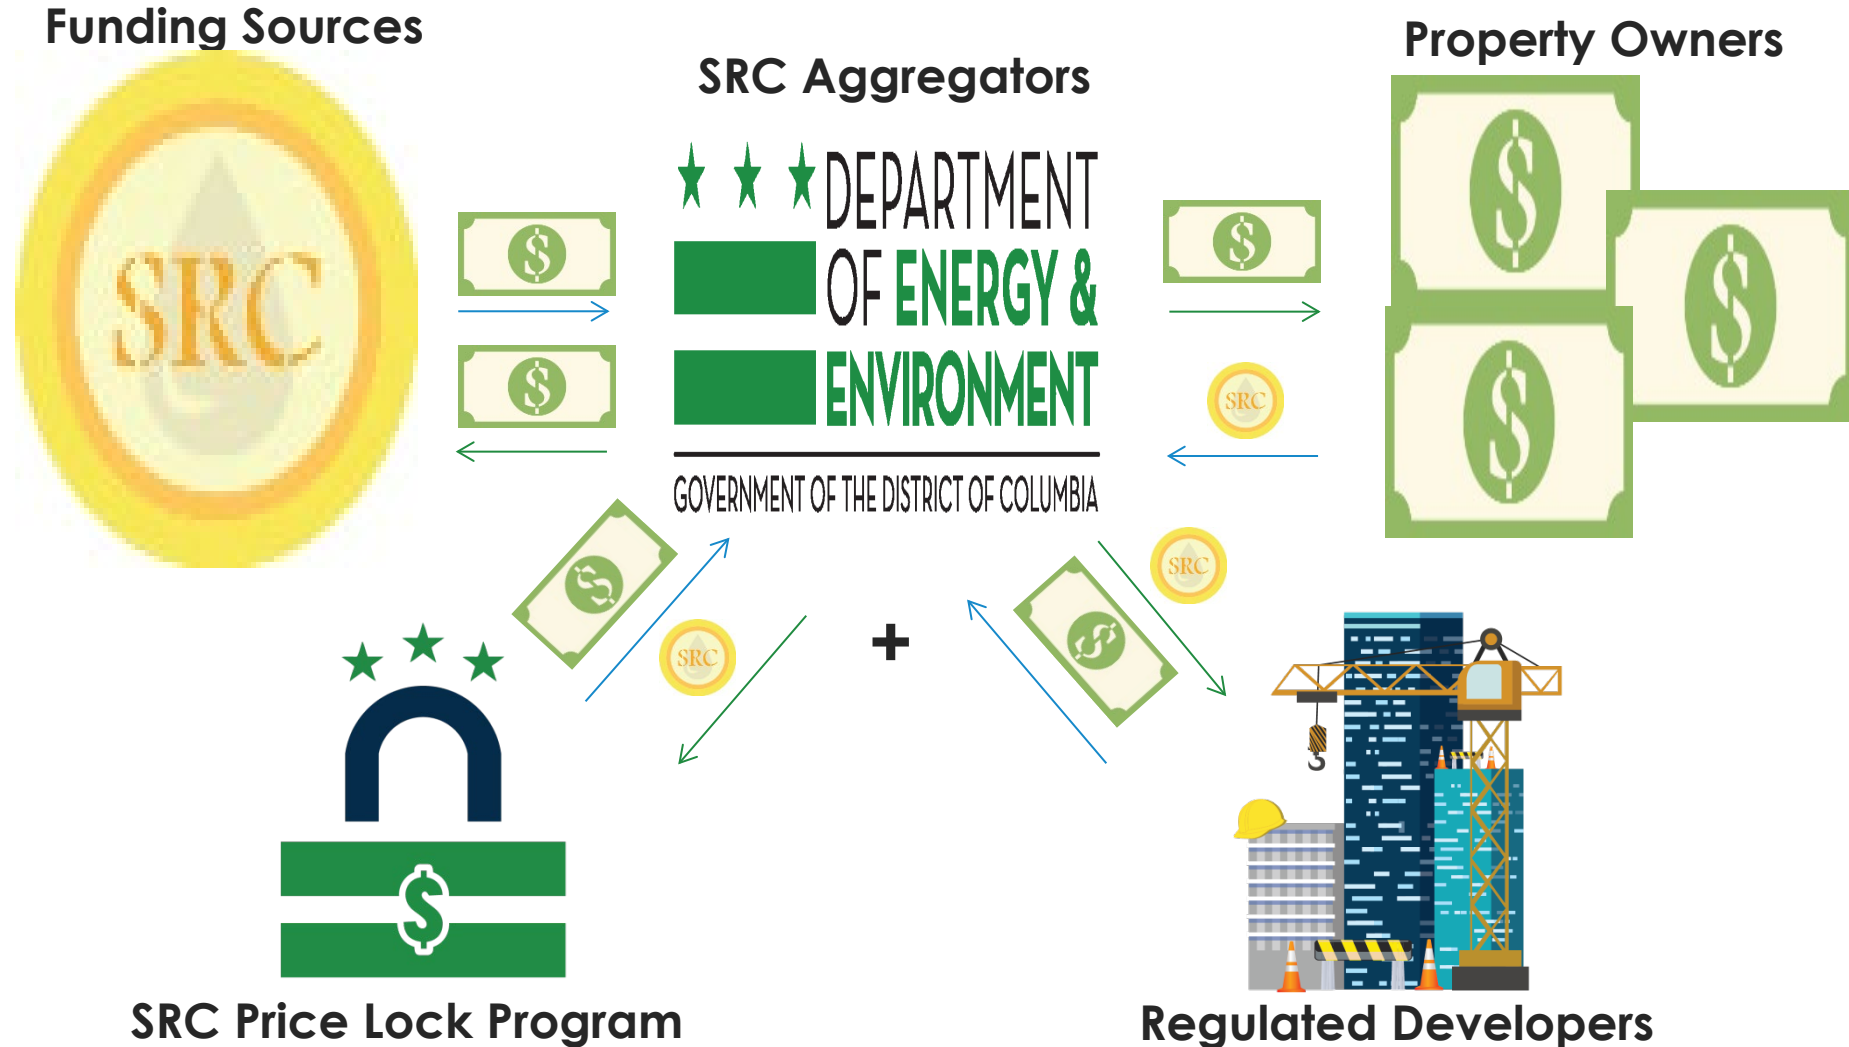 Funding Sources
SRC Aggregators
Property Owners
SRC
$
$
DEPARTMENT
OF ENERGY &
ENVIRONMENT
GOVERNMENT OF THE DISTRICT OF COLUMBIA
$
SRC
$
$
$
$
SRC
+
$
SRC
$
SRC Price Lock Program
Regulated Developers